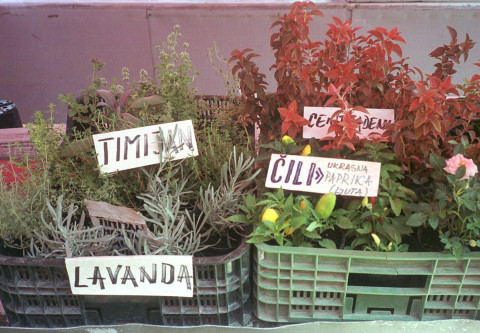 TIMIJAN
ČILI»
UKRASNA
PAPRIKA
(LJUTA)
LAVANDA